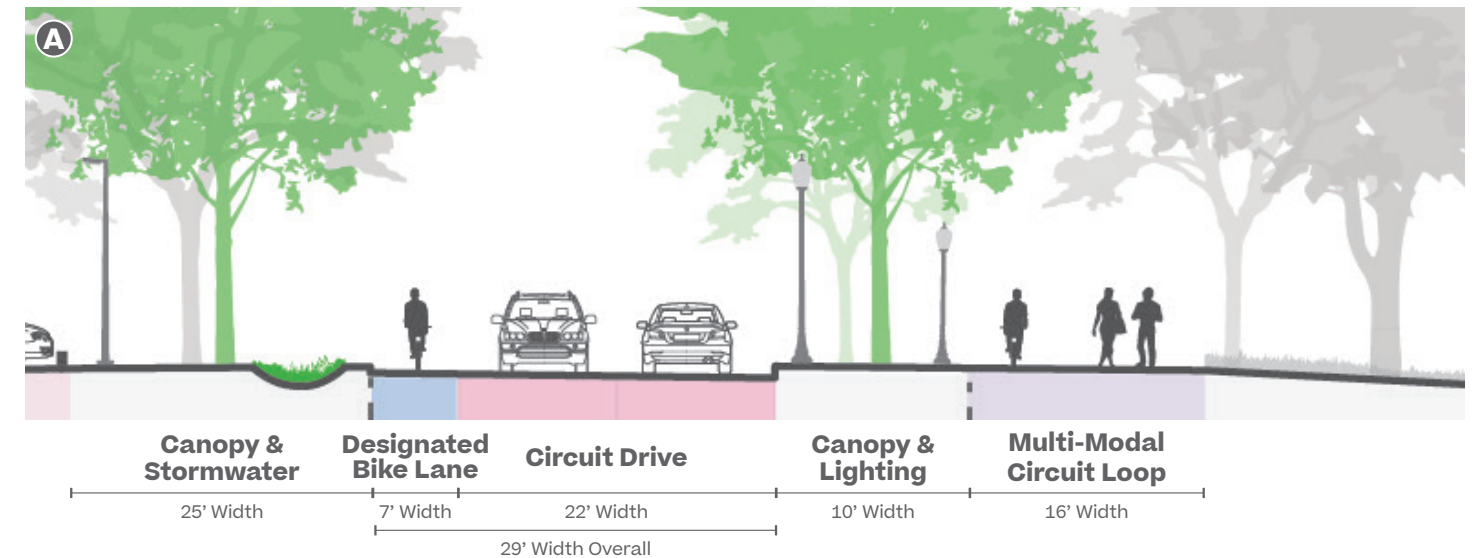 A
Canopy &
Stormwater
Designated
Bike Lane
Circuit Drive
Canopy &
Lighting
Multi-Modal
Circuit Loop
25’ Width
7’ Width
22’ Width
10’ Width
16’ Width
29’ Width Overall